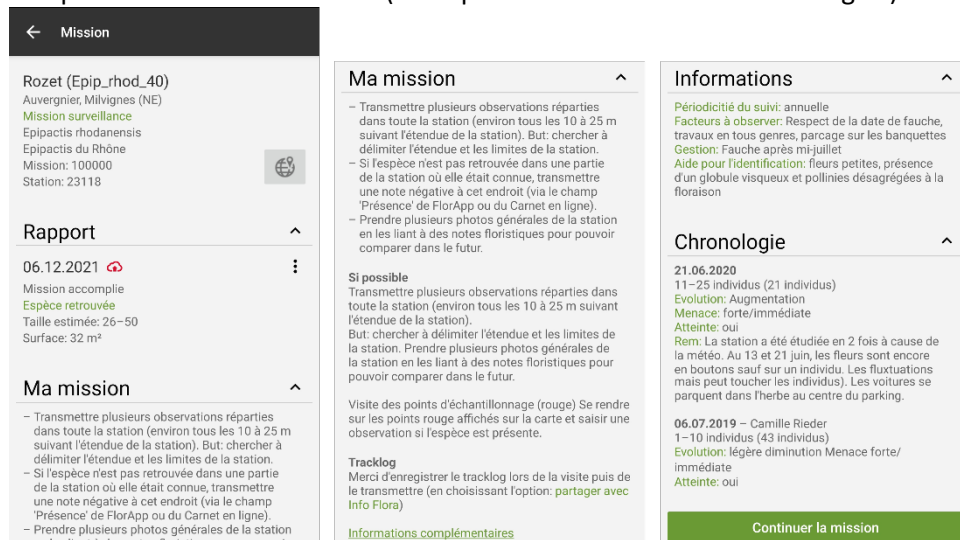 Mission
Rozet (Epip_rhod_40)
Auvergnier, Milvignes (NE)
Mission surveillance
Epipactis rhodanensis
Epipactis du Rhône
Mission: 100000
Station: 23118
Rapport
06.12.2021
Mission accomplie
Espèce retrouvée
Taille estimée: 26–50
Surface: 32 m²
Ma mission
– Transmettre plusieurs observations réparties
dans toute la station (environ tous les 10 à 25 m
suivant l'étendue de la station). But: chercher à
délimiter l'étendue et les limites de la station.
– Si l'espèce n'est pas retrouvée dans une partie
de la station où elle était connue, transmettre
une note négative à cet endroit (via le champ
'Présence' de FlorApp ou du Carnet en ligne).
– Prendre plusieurs photos générales de la station
Ma mission
– Transmettre plusieurs observations réparties
dans toute la station (environ tous les 10 à 25 m
suivant l'étendue de la station). But: chercher à
délimiter l'étendue et les limites de la station.
– Si l'espèce n'est pas retrouvée dans une partie
de la station où elle était connue, transmettre
une note négative à cet endroit (via le champ
'Présence' de FlorApp ou du Carnet en ligne).
– Prendre plusieurs photos générales de la station
en les liant à des notes floristiques pour pouvoir
comparer dans le futur.
Si possible
Transmettre plusieurs observations réparties dans
toute la station (environ tous les 10 à 25 m suivant
l'étendue de la station).
But: chercher à délimiter l'étendue et les limites de
la station. Prendre plusieurs photos générales de
la station en les liant à des notes floristiques pour
pouvoir comparer dans le futur.
Visite des points d'échantillonnage (rouge) Se rendre
sur les points rouge affichés sur la carte et saisir une
observation si l'espèce est présente.
Tracklog
Merci d'enregistrer le tracklog lors de la visite puis de
le transmettre (en choisissant l'option: partager avec
Info Flora)
Informations complémentaires
Informations
Périodicitié du suivi: annuelle
Facteurs à observer: Respect de la date de fauche,
travaux en tous genres, parcage sur les banquettes
Gestion: Fauche après mi-juillet
Aide pour l'identification: fleurs petites, présence
d'un globule visqueux et pollinies désagrégées à la
floraison
Chronologie
21.06.2020
11–25 individus (21 individus)
Evolution: Augmentation
Menace: forte/immédiate
Atteinte: oui
Rem: La station a été étudiée en 2 fois à cause de
la météo. Au 13 et 21 juin, les fleurs sont encore
en boutons sauf sur un individu. Les fluctuations
mais peut toucher les individus). Les voitures se
parquent dans l'herbe au centre du parking.
06.07.2019 – Camille Rieder
1–10 individus (43 individus)
Evolution: légère diminution Menace forte/
immédiate
Atteinte: oui
Continuer la mission